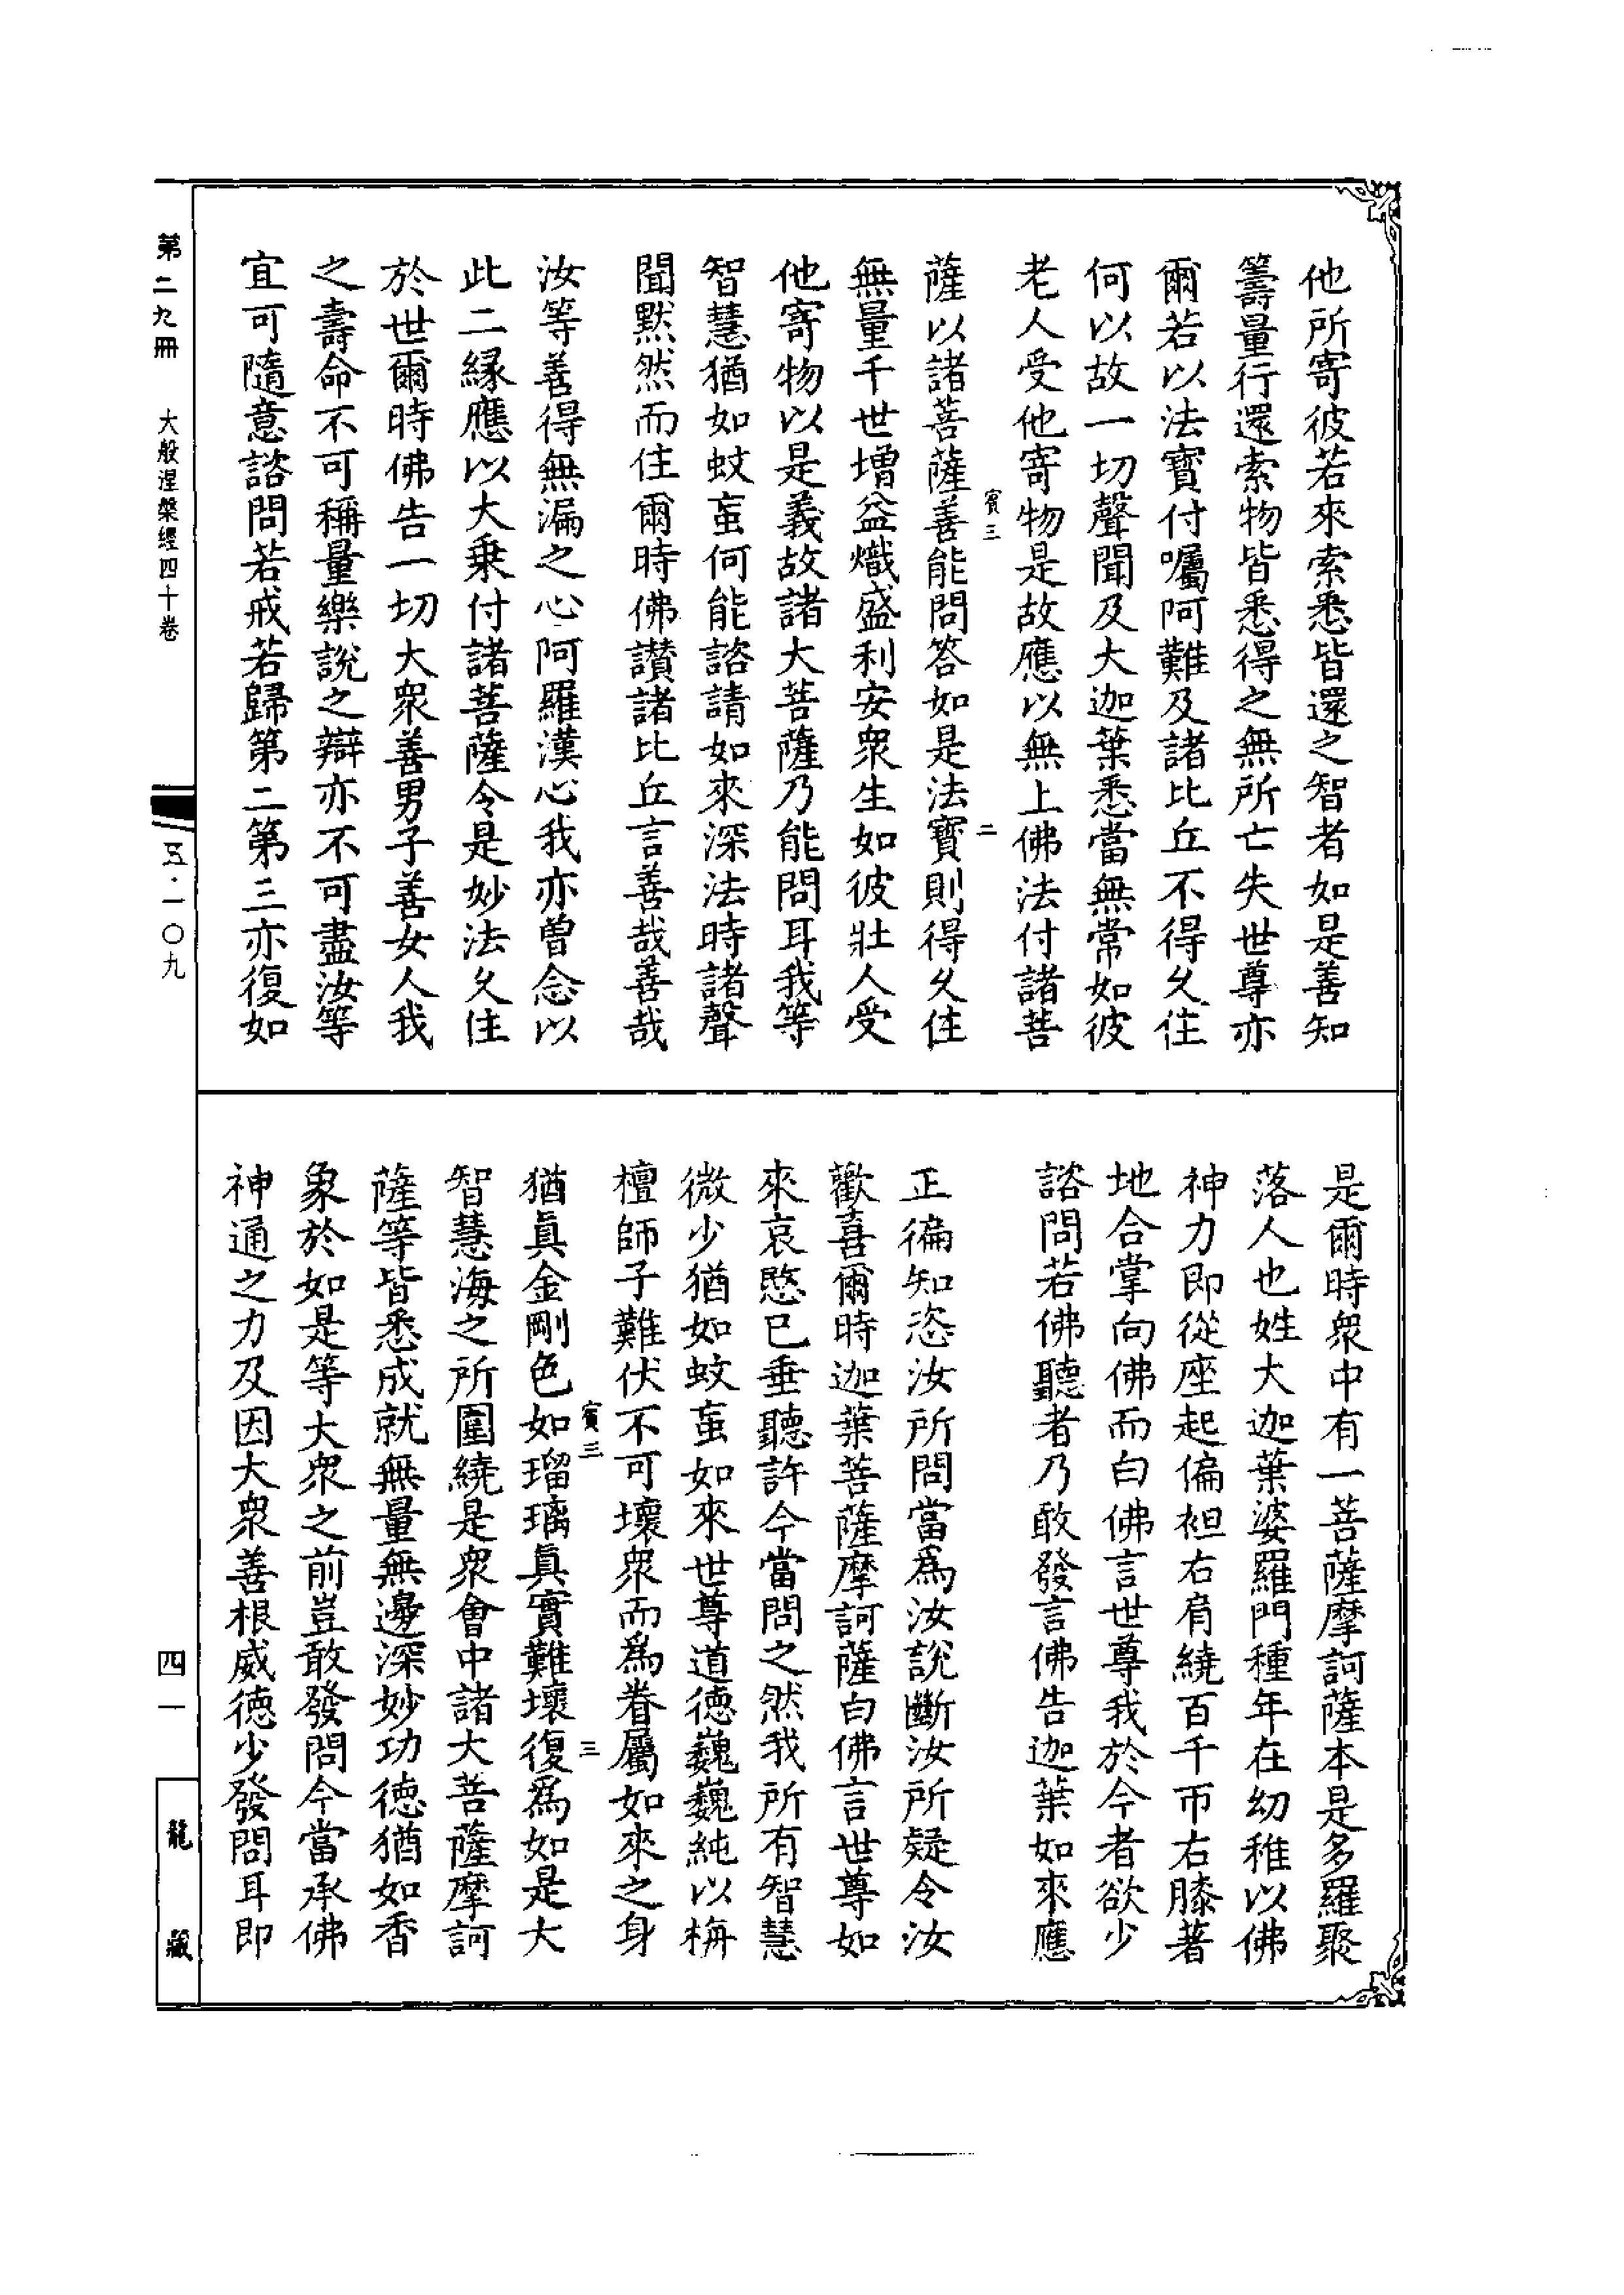 他所寄彼若來索悉皆還之智者如是善知
籌量行還索物皆悉得之無所亡失世尊亦
爾若以法寶付囑阿難及諸比丘不得久住
何以故一切聲聞及大迦葉悉當無常如彼
老人受他寄物是故應以無上佛法付諸菩
賓三
二
薩以諸菩薩善能問答如是法寶則得久住
無量千世增益熾盛利安衆生如彼壯人受
他寄物以是義故諸大菩薩乃能問耳我等
智慧猶如蚊䖟何能諮請如來深法時諸聲
聞默然而住爾時佛讃諸比丘言善哉善哉
汝等善得無漏之心阿羅漢心我亦曾念以
此二縁應以大乗付諸菩薩令是妙法久住
於世爾時佛告一切大衆善男子善女人我
之壽命不可稱量樂說之辯亦不可盡汝等
宜可隨意諮問若戒若歸第二第三亦復如
是爾時衆中有一菩薩摩訶薩本是多羅聚
落人也姓大迦葉婆羅門種年在幼稚以佛
神力即從座起偏袒右肩繞百千帀右膝著
地合掌向佛而白佛言世尊我於今者欲少
諮問若佛聽者乃敢發言佛告迦葉如來應
正徧知恣汝所問當爲汝說斷汝所疑令汝
歡喜爾時迦葉菩薩摩訶薩白佛言世尊如
來哀愍已垂聽許今當問之然我所有智慧
微少猶如蚊䖟如來世尊道德巍巍純以栴
檀師子難伏不可壞衆而爲眷屬如來之身
賓三
三
猶眞金剛色如瑠璃眞實難壞復爲如是大
智慧海之所圍繞是衆會中諸大菩薩摩訶
薩等皆悉成就無量無邊深妙功徳猶如香
象於如是等大衆之前豈敢發問今當承佛
神通之力及因大衆善根威徳少發問耳即
第二九冊 大般涅槃經四十卷
五·一〇九
四一
龍藏